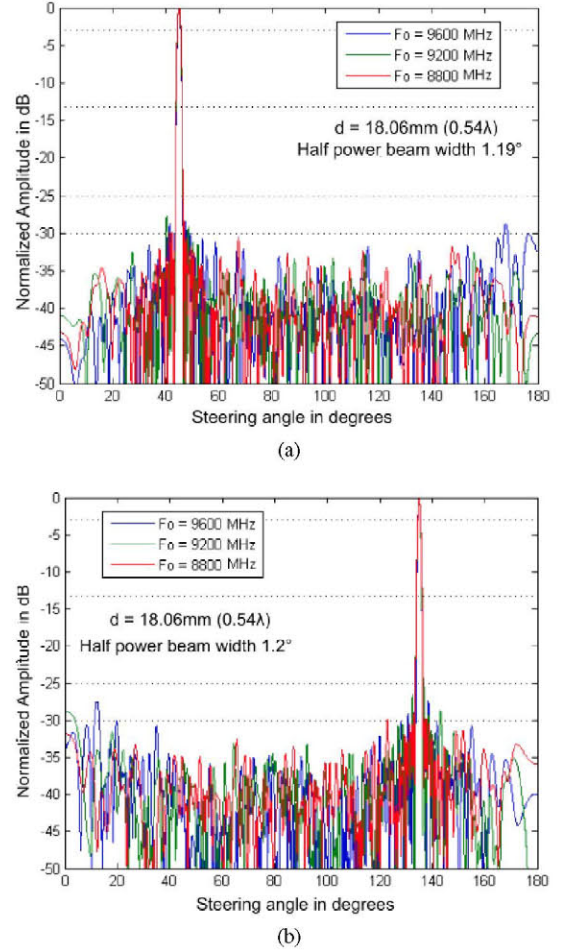 0
-5
-10
-15
-20
-25
-30
-35
-40
-45
-50
Normalized Amplitude in dB
Fo = 9600 MHz
Fo = 9200 MHz
Fo = 8800 MHz
d = 18.06mm (0.54λ)
Half power beam width 1.19°
0 20 40 60 80 100 120 140 160 180
Steering angle in degrees
(a)
0
-5
-10
-15
-20
-25
-30
-35
-40
-45
-50
Normalized Amplitude in dB
Fo = 9600 MHz
Fo = 9200 MHz
Fo = 8800 MHz
d = 18.06mm (0.54λ)
Half power beam width 1.2°
0 20 40 60 80 100 120 140 160 180
Steering angle in degrees
(b)